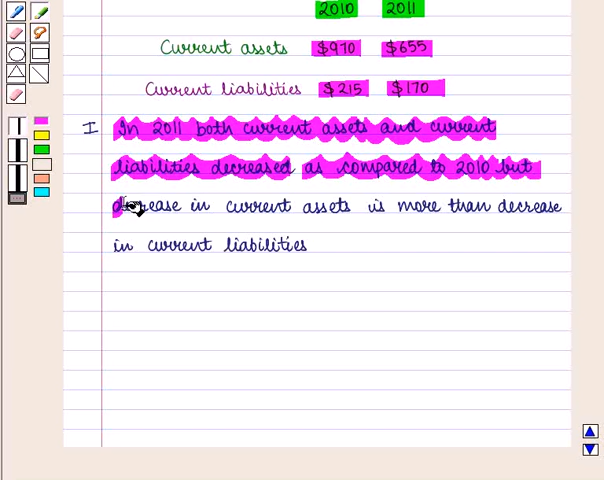 2010 2011
Current assets $970 $655
Current liabilities $215 $170
I In 2011 both current assets and current
liabilities decreased as compared to 2010 but
decrease in current assets is more than decrease
in current liabilities